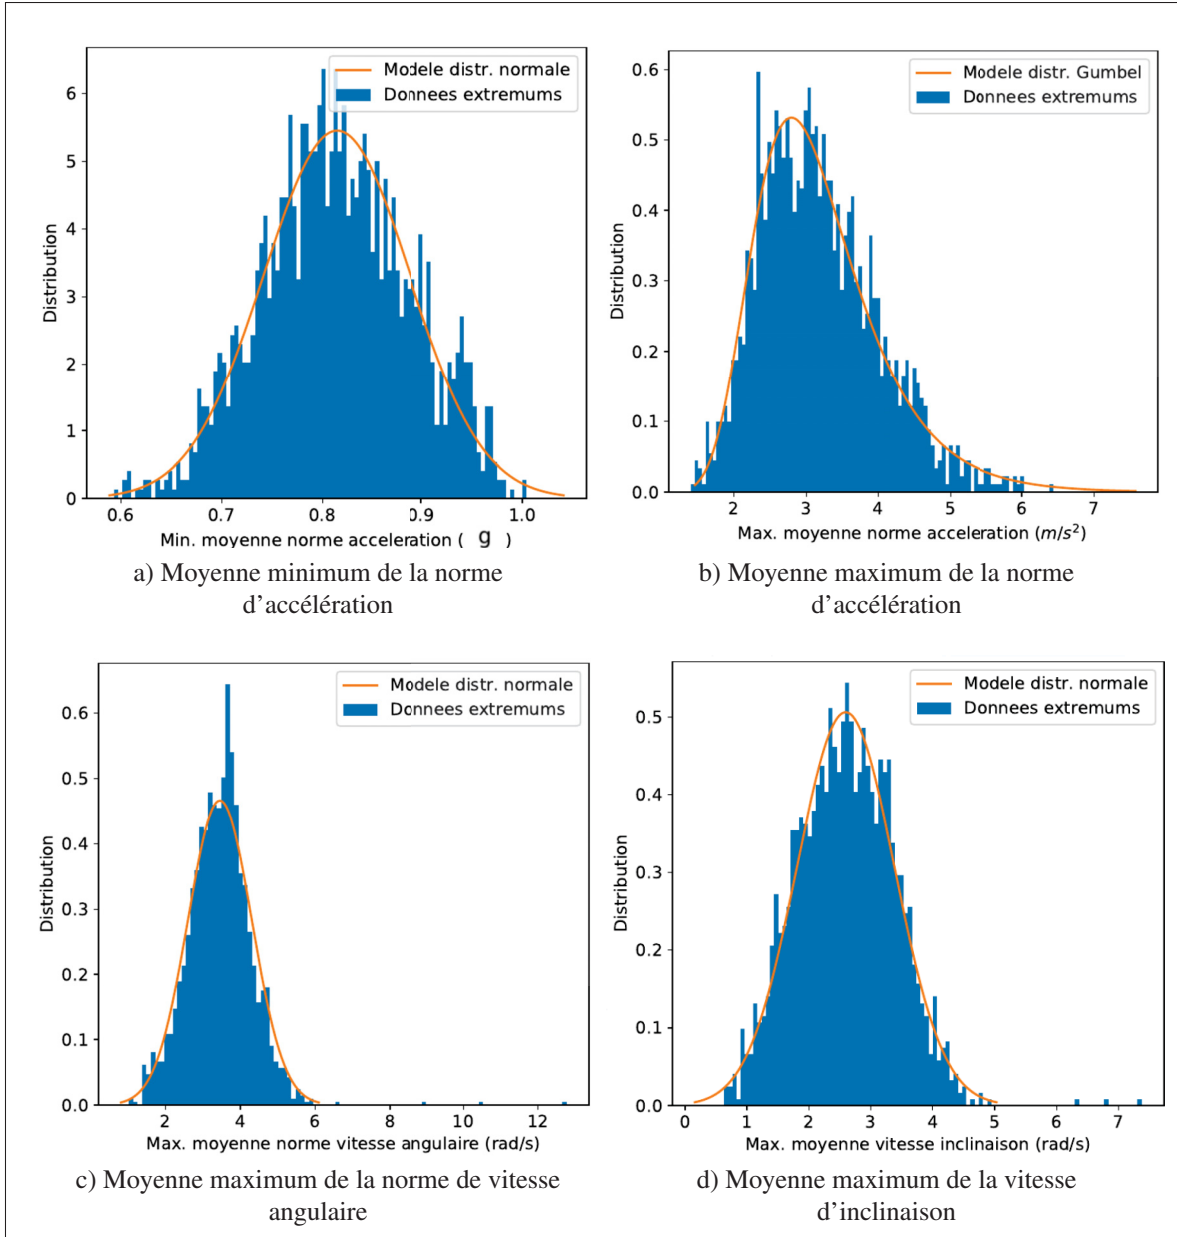 Modele distr. normale
Donnees extremums
6
5
4
3
2
1
0
Distribution
0.6 0.7 0.8 0.9 1.0
Min. moyenne norme acceleration ( g )
a) Moyenne minimum de la norme
d’accélération
Modele distr. Gumbel
Donnees extremums
0.6
0.5
0.4
0.3
0.2
0.1
0.0
Distribution
2 3 4 5 6 7
Max. moyenne norme acceleration (m/s²)
b) Moyenne maximum de la norme
d’accélération
Modele distr. normale
Donnees extremums
0.6
0.5
0.4
0.3
0.2
0.1
0.0
Distribution
2 4 6 8 10 12
Max. moyenne norme vitesse angulaire (rad/s)
c) Moyenne maximum de la norme de vitesse
angulaire
Modele distr. normale
Donnees extremums
0.5
0.4
0.3
0.2
0.1
0.0
Distribution
0 1 2 3 4 5 6 7
Max. moyenne vitesse inclinaison (rad/s)
d) Moyenne maximum de la vitesse
d’inclinaison